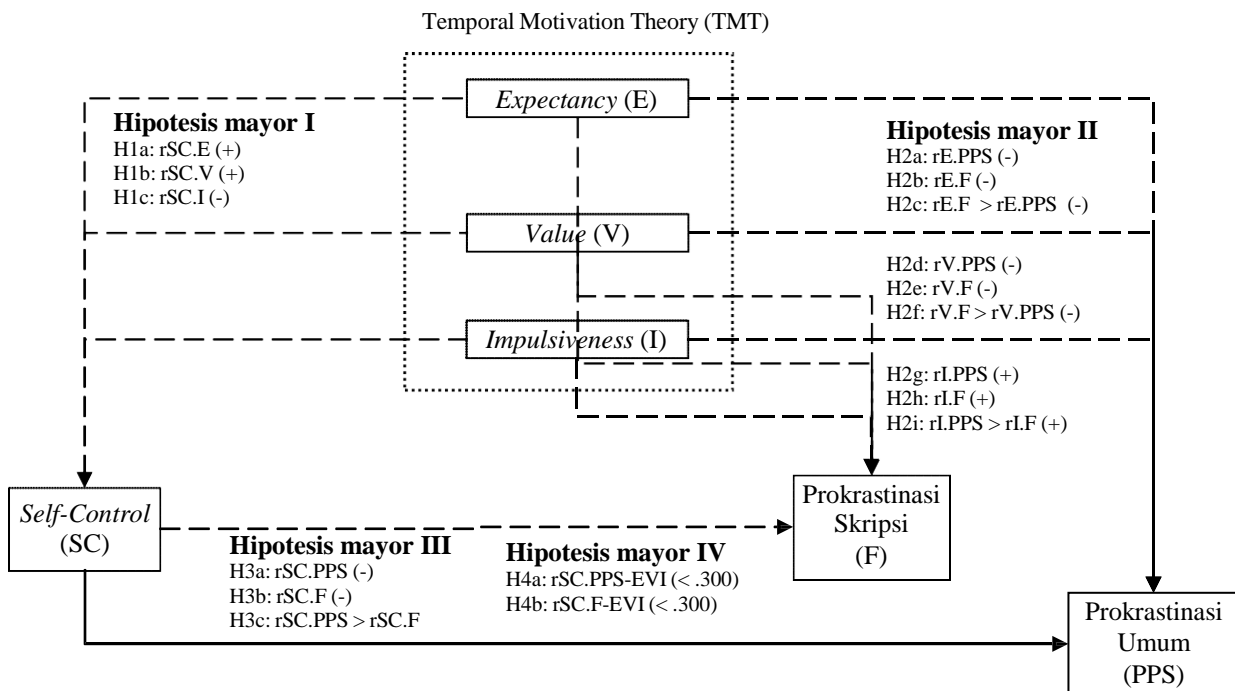 Temporal Motivation Theory (TMT)
Expectancy (E)
Hipotesis mayor I
H1a: rSC.E (+)
H1b: rSC.V (+)
H1c: rSC.I (-)
Hipotesis mayor II
H2a: rE.PPS (-)
H2b: rE.F (-)
H2c: rE.F > rE.PPS (-)
Value (V)
H2d: rV.PPS (-)
H2e: rV.F (-)
H2f: rV.F > rV.PPS (-)
Impulsiveness (I)
H2g: rI.PPS (+)
H2h: rI.F (+)
H2i: rI.PPS > rI.F (+)
Self-Control
(SC)
Prokrastinasi
Skripsi
(F)
Hipotesis mayor III
H3a: rSC.PPS (-)
H3b: rSC.F (-)
H3c: rSC.PPS > rSC.F
Hipotesis mayor IV
H4a: rSC.PPS-EVI (< .300)
H4b: rSC.F-EVI (< .300)
Prokrastinasi
Umum
(PPS)